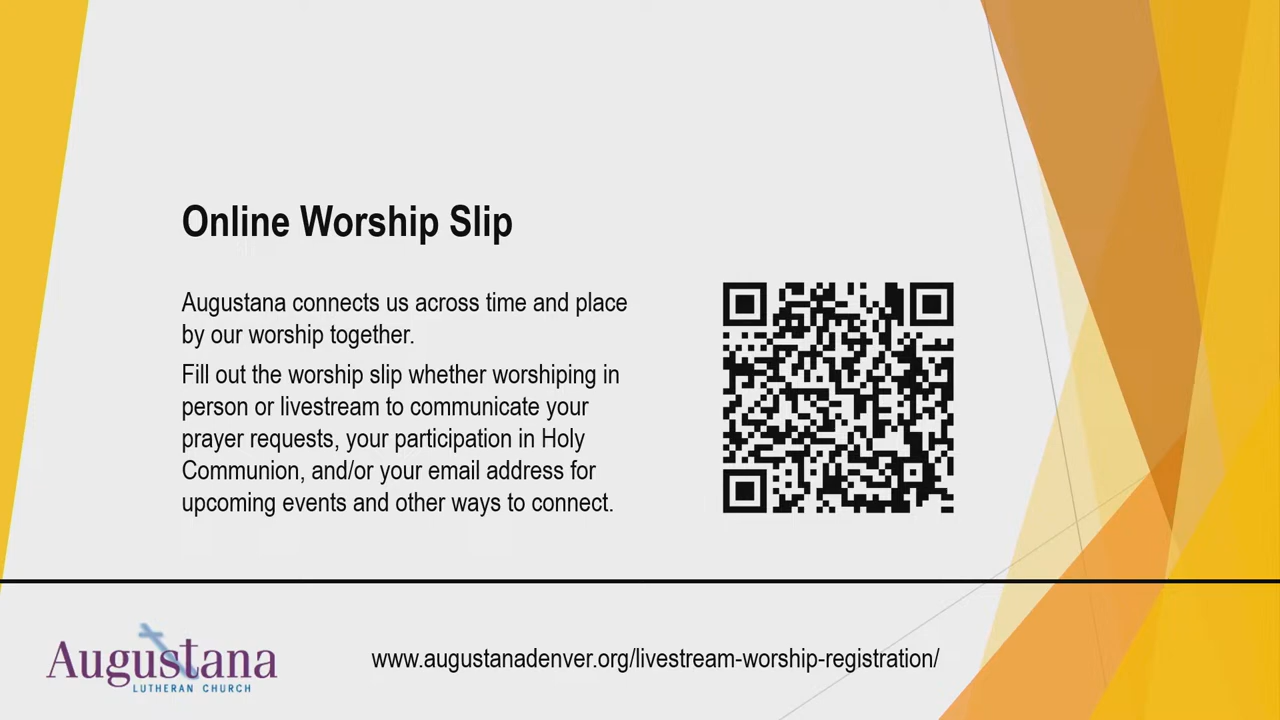 Online Worship Slip
Augustana connects us across time and place
by our worship together.
Fill out the worship slip whether worshiping in
person or livestream to communicate your
prayer requests, your participation in Holy
Communion, and/or your email address for
upcoming events and other ways to connect.
Augustana
LUTHERAN CHURCH
www.augustanadenver.org/livestream-worship-registration/